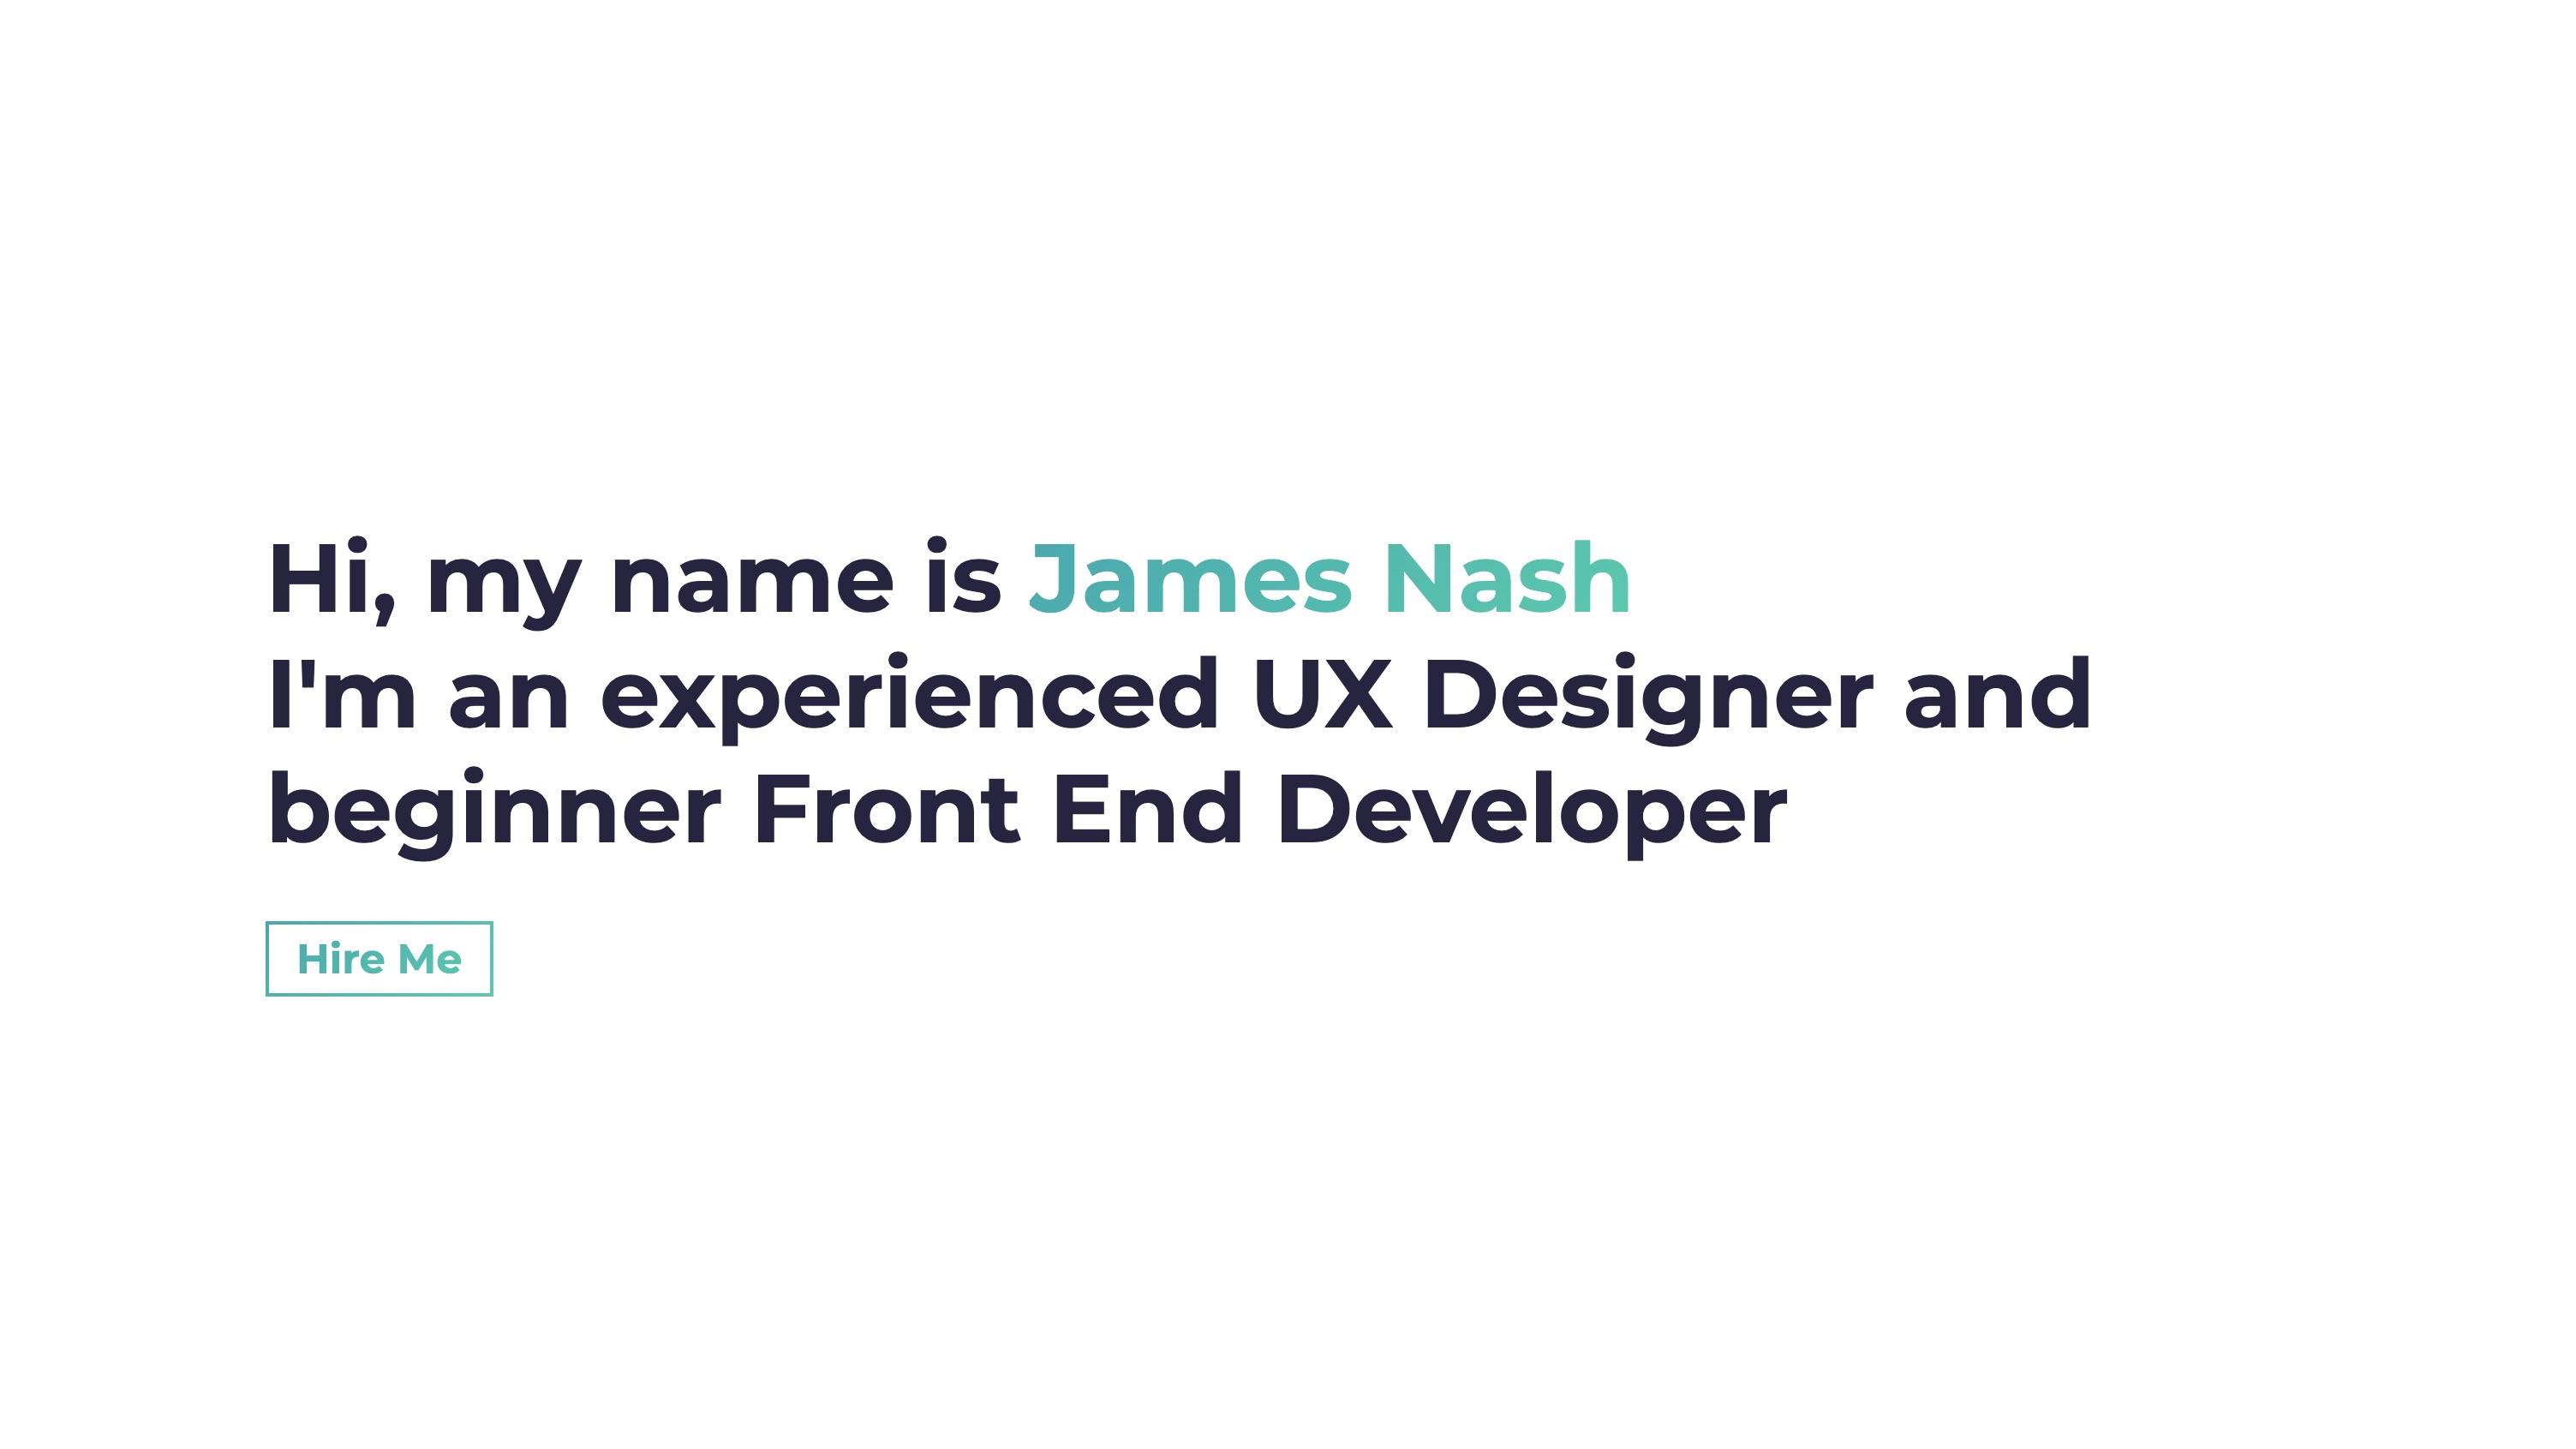 Hi, my name is James Nash
I'm an experienced UX Designer and
beginner Front End Developer
Hire Me